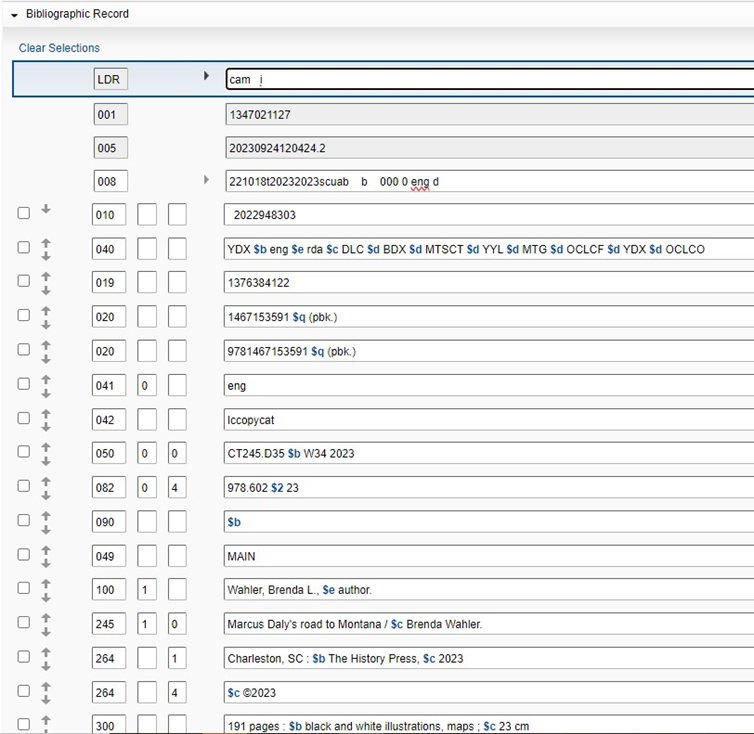 Bibliographic Record
Clear Selections
LDR cam i
001 1347021127
005 20230924120424.2
008 221018t20232023scuab b 000 0 eng d
010 2022948303
040 YDX $b eng $e rda $c DLC $d BDX $d MTSCT $d YYL $d MTG $d OCLCF $d YDX $d OCLCO
019 1376384122
020 1467153591 $q (pbk.)
020 9781467153591 $q (pbk.)
041 0 eng
042 lccopycat
050 0 0 CT245.D35 $b W34 2023
082 0 4 978.602 $2 23
090 $b
049 MAIN
100 1 Wahler, Brenda L., $e author.
245 1 0 Marcus Daly's road to Montana / $c Brenda Wahler.
264 1 Charleston, SC : $b The History Press, $c 2023
264 4 $c ©2023
300 191 pages : $b black and white illustrations, maps ; $c 23 cm